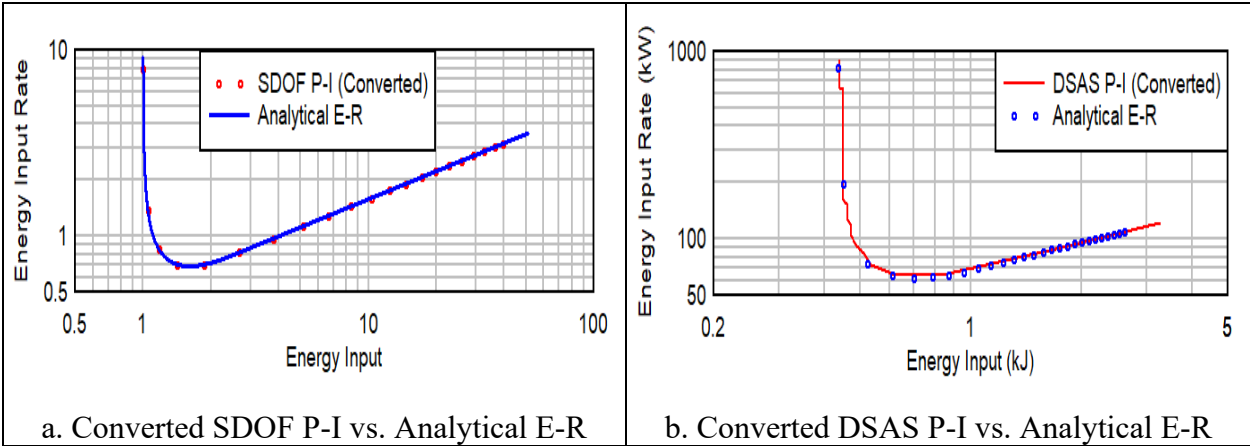 10
1
0.5
Energy Input Rate
SDOF P-I (Converted)
Analytical E-R
0.5 1 10 100
Energy Input
a. Converted SDOF P-I vs. Analytical E-R
1000
100
50
Energy Input Rate (kW)
DSAS P-I (Converted)
Analytical E-R
0.2 1 5
Energy Input (kJ)
b. Converted DSAS P-I vs. Analytical E-R